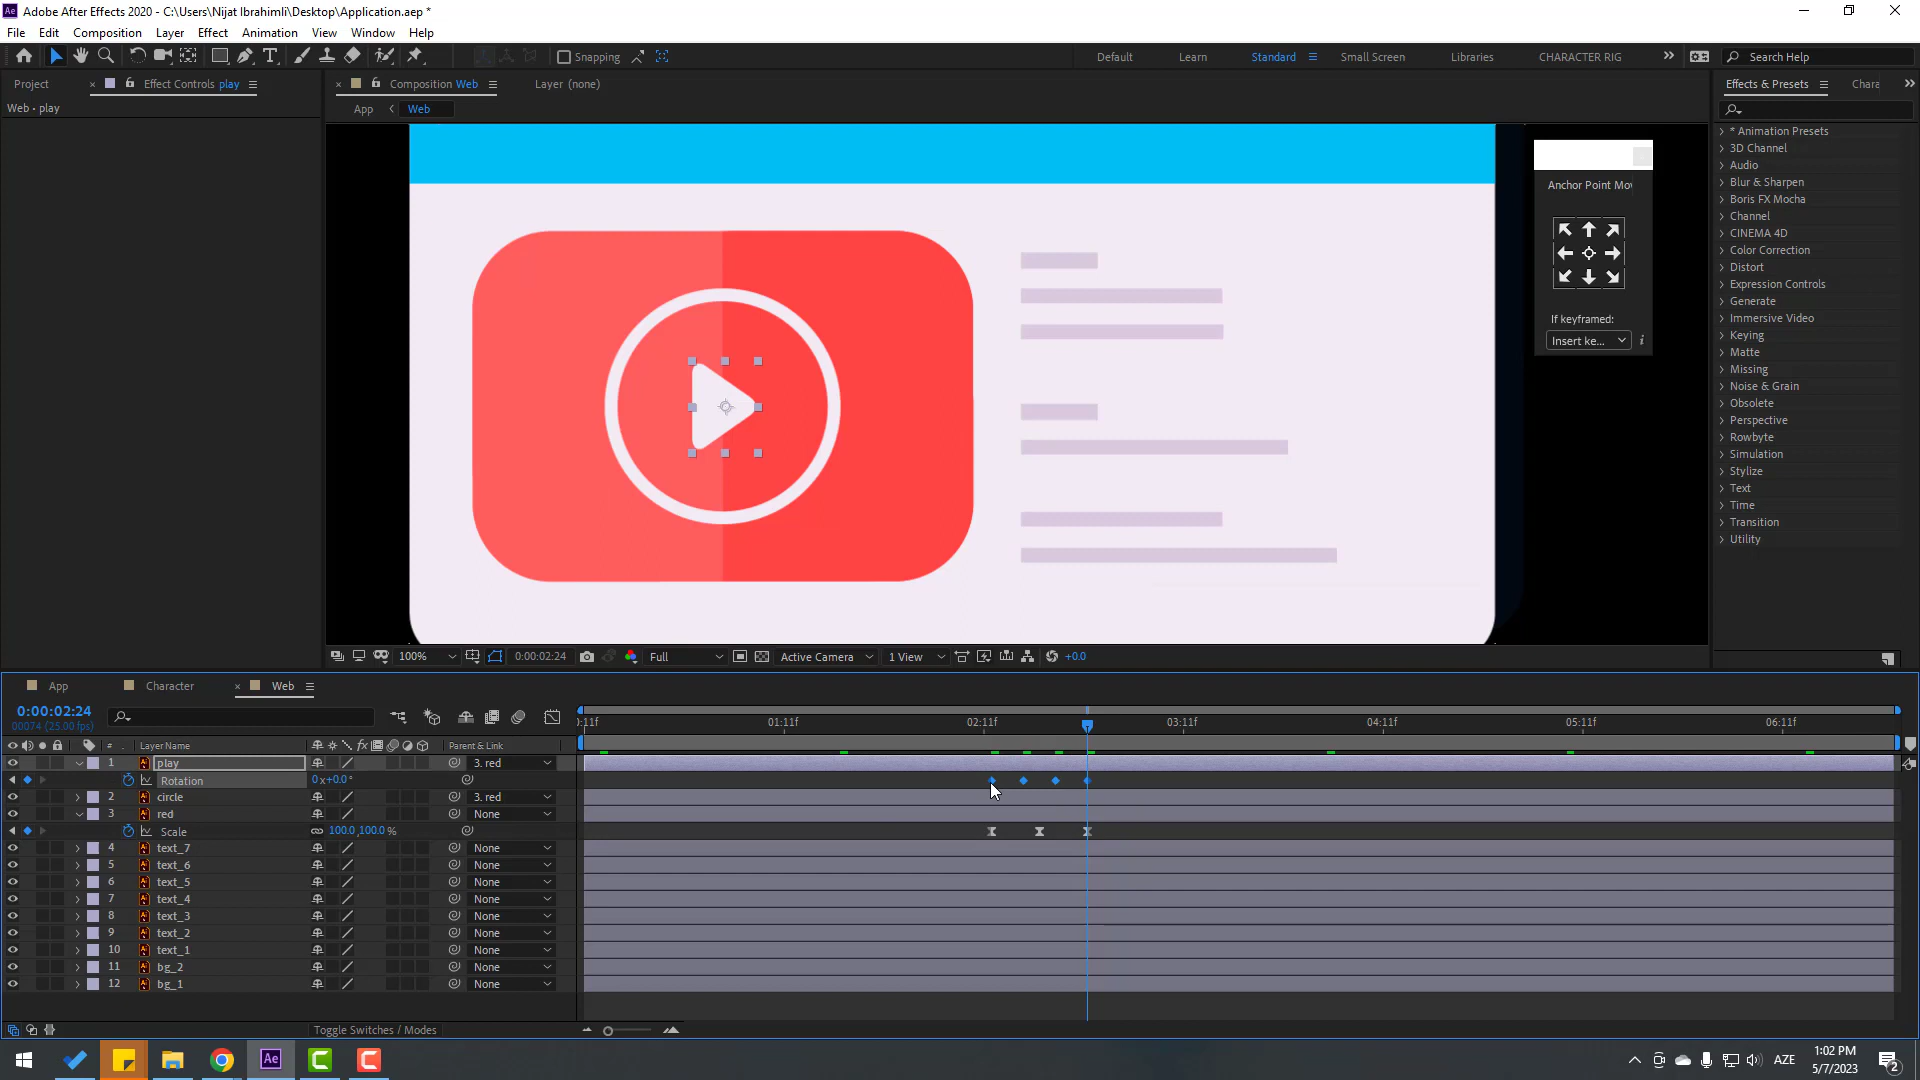 Adobe After Effects 2020 - C:\Users\Nijat Ibrahimli\Desktop\Application.aep *
File Edit Composition Layer Effect Animation View Window Help
Snapping Default Learn Standard Small Screen Libraries CHARACTER RIG Search Help
Project Effect Controls play Composition Web Layer (none) Effects & Presets Chara
Web • play
App Web
* Animation Presets
3D Channel
Audio
Blur & Sharpen
Boris FX Mocha
Channel
CINEMA 4D
Color Correction
Distort
Expression Controls
Generate
Immersive Video
Keying
Matte
Missing
Noise & Grain
Obsolete
Perspective
Rowbyte
Simulation
Stylize
Text
Time
Transition
Utility
Anchor Point Mov
If keyframed:
Insert ke...
100% 0:00:02:24 Full Active Camera 1 View +0.0
App Character Web
0:00:02:24
00074 (25.00 fps)
):11f 01:11f 02:11f 03:11f 04:11f 05:11f 06:11f
# Layer Name Parent & Link
1 play 3. red
Rotation 0x+0.0°
2 circle 3. red
3 red None
Scale 100.0,100.0 %
4 text_7 None
5 text_6 None
6 text_5 None
7 text_4 None
8 text_3 None
9 text_2 None
10 text_1 None
11 bg_2 None
12 bg_1 None
Toggle Switches / Modes
AZE 1:02 PM
5/7/2023
2